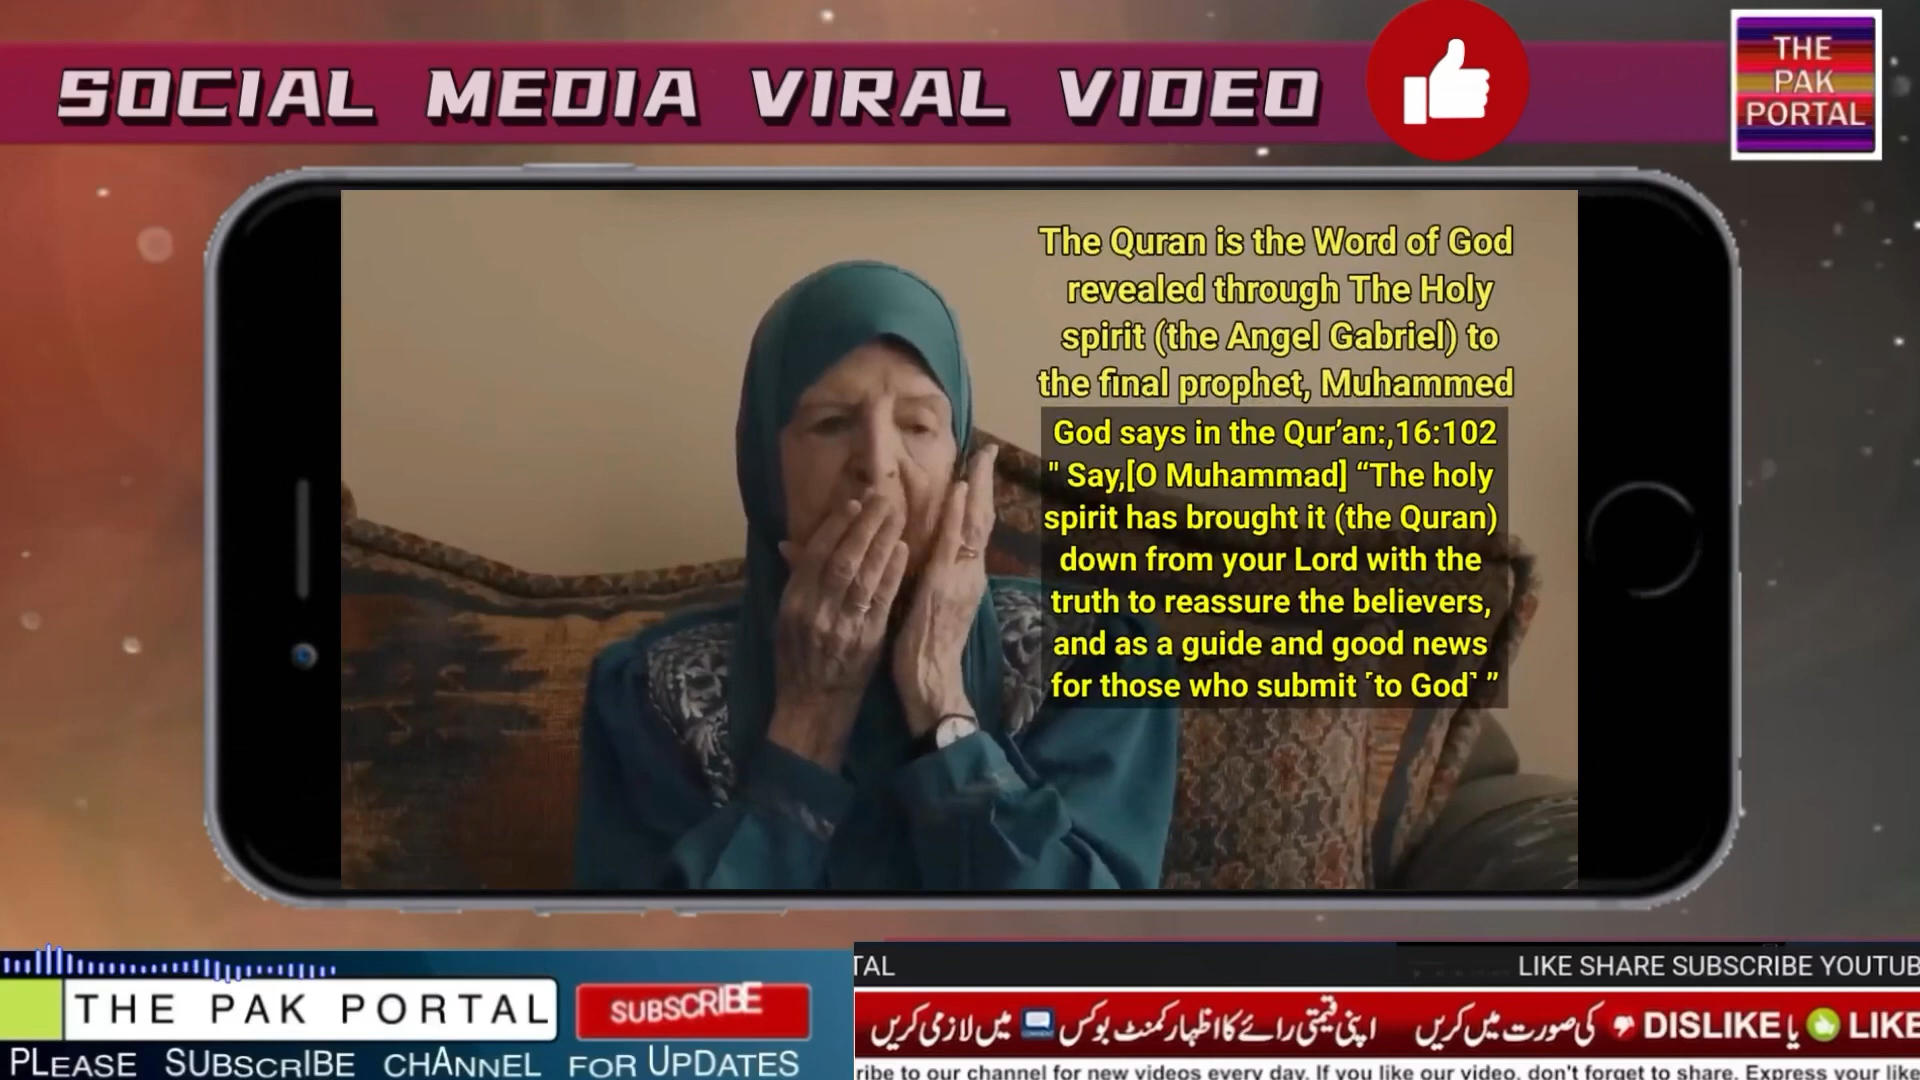 SOCIAL MEDIA VIRAL VIDEO
THE
PAK
PORTAL
The Quran is the Word of God
revealed through The Holy
spirit (the Angel Gabriel) to
the final prophet, Muhammed
God says in the Qur’an:,16:102
" Say,[O Muhammad] “The holy
spirit has brought it (the Quran)
down from your Lord with the
truth to reassure the believers,
and as a guide and good news
for those who submit ˹to God˺ ”
THE PAK PORTAL
SUBSCRIBE
PLEASE SUBSCRIBE CHANNEL FOR UPDATES
TAL LIKE SHARE SUBSCRIBE YOUTUB
LIKE یا DISLIKE کی صورت میں کریں اپنی قیمتی رائے کا اظہار کمنٹ بوکس میں لازمی کریں
ribe to our channel for new videos every day. If you like our video, don't forget to share. Express your like